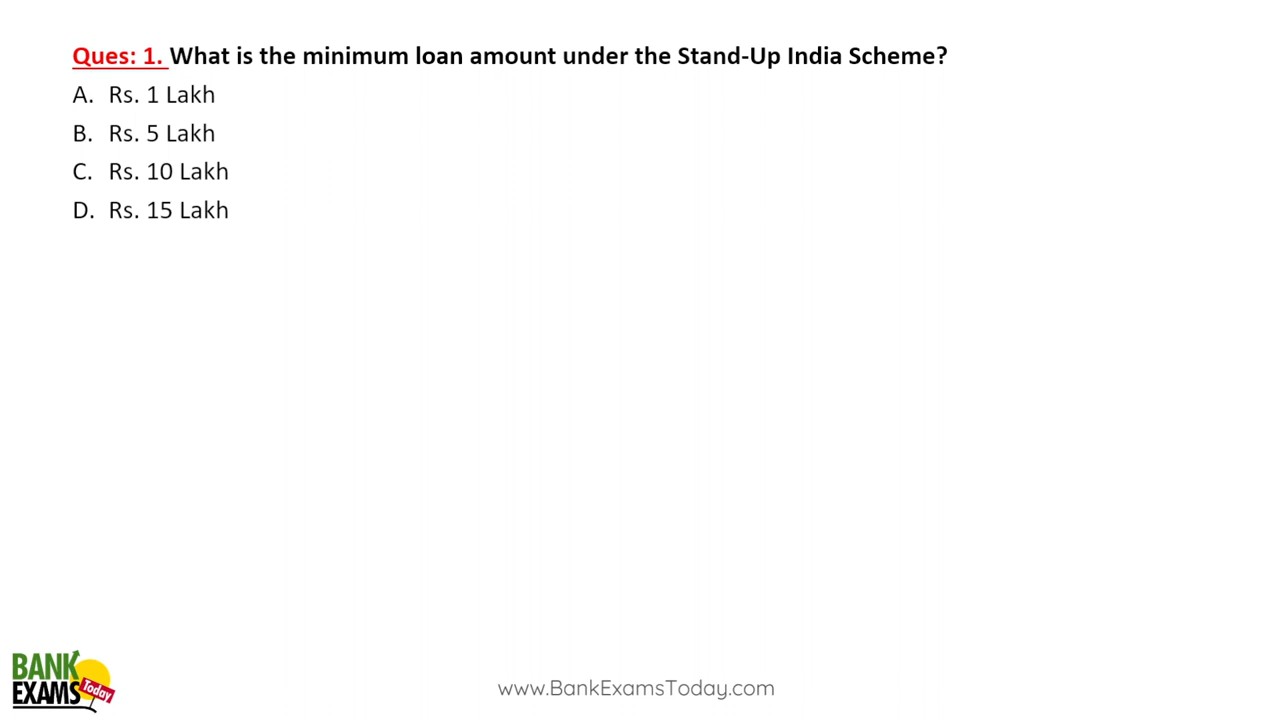 Ques: 1. What is the minimum loan amount under the Stand-Up India Scheme?
A. Rs. 1 Lakh
B. Rs. 5 Lakh
C. Rs. 10 Lakh
D. Rs. 15 Lakh
BANK
EXAMS
Today
www.BankExamsToday.com